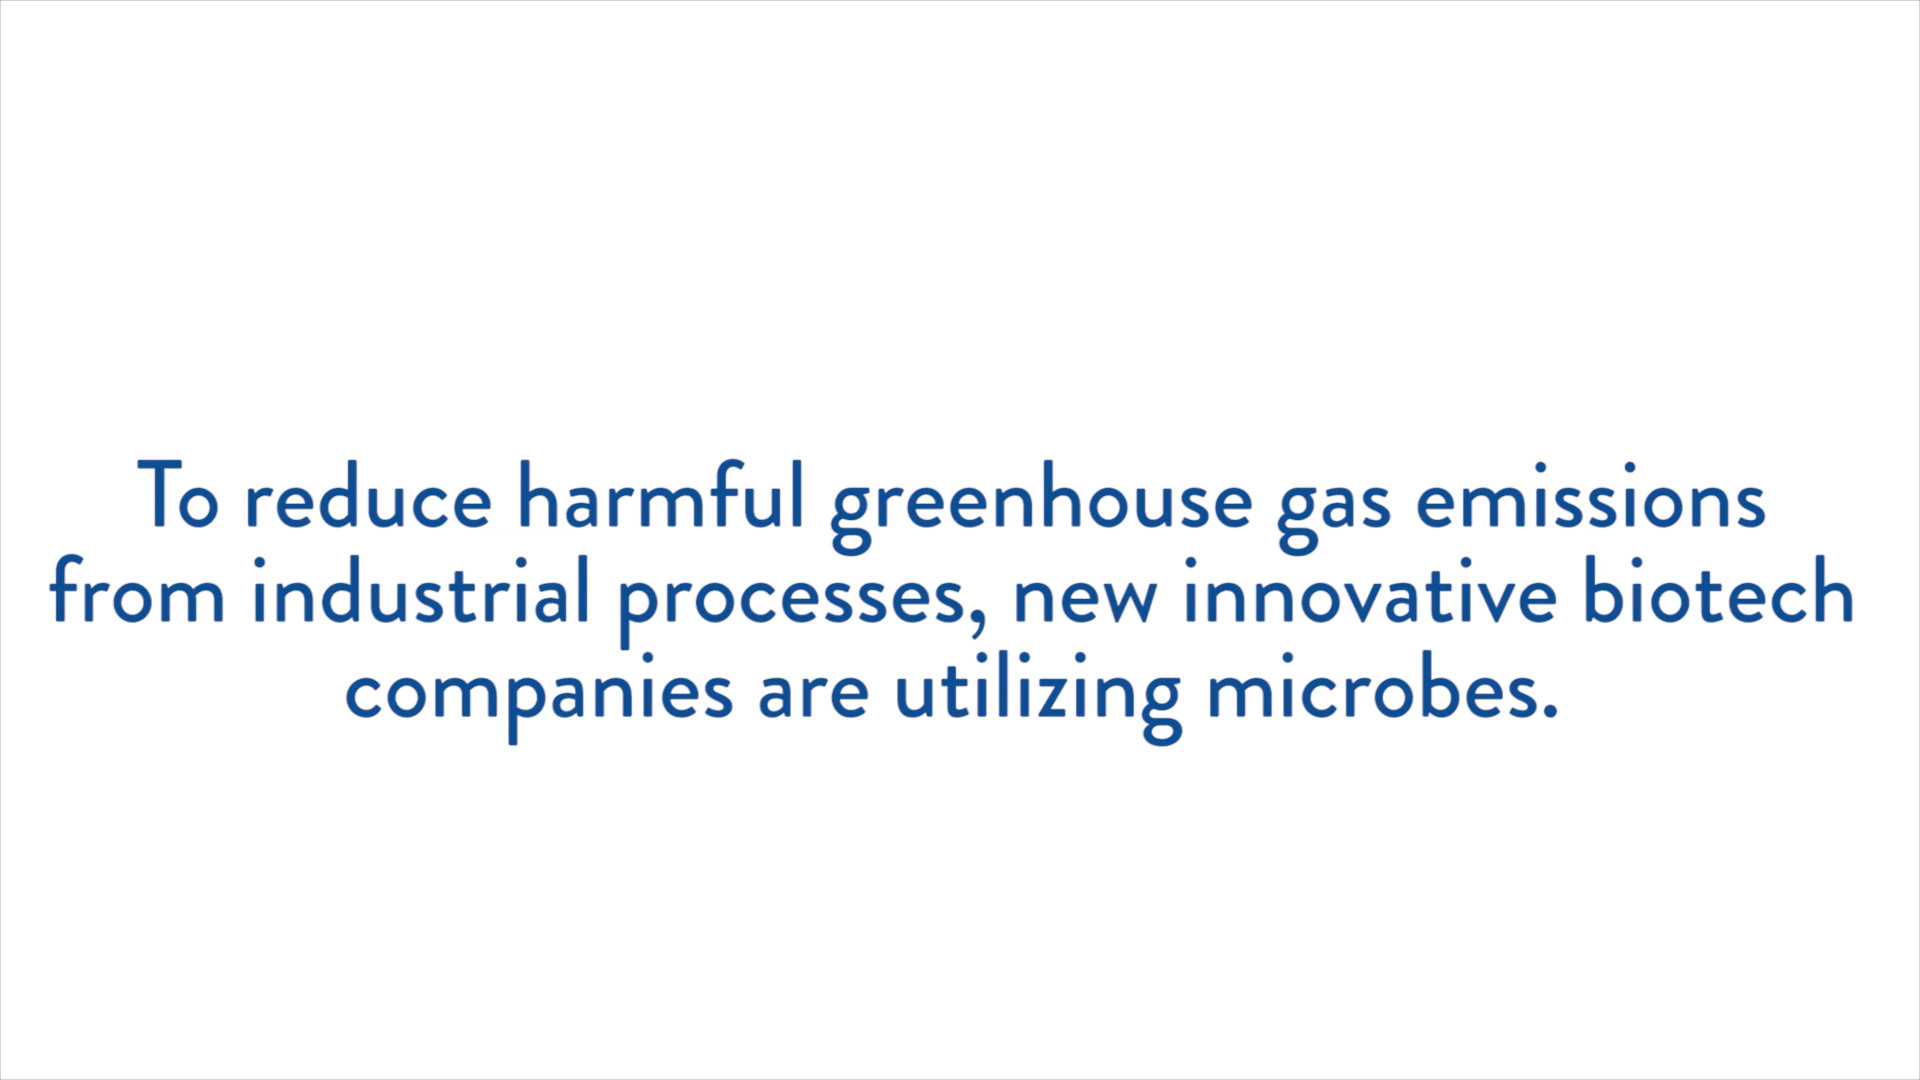 To reduce harmful greenhouse gas emissions
from industrial processes, new innovative biotech
companies are utilizing microbes.